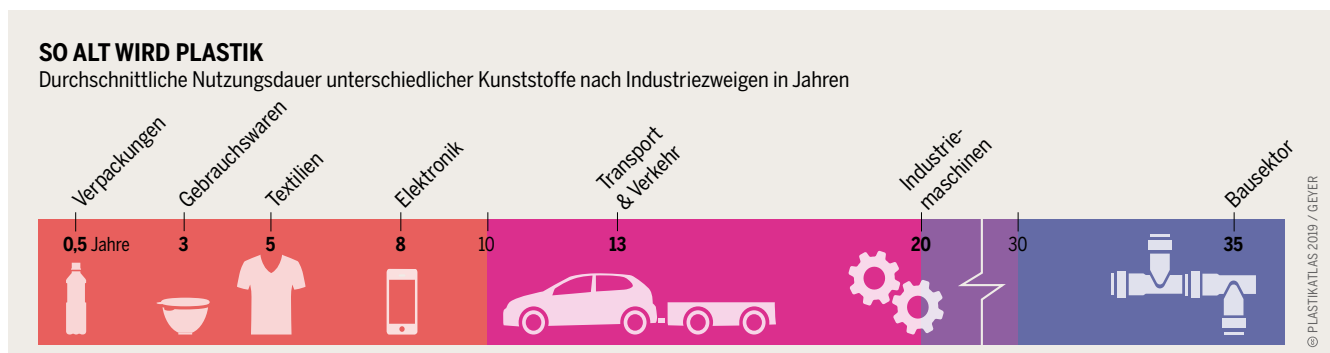 SO ALT WIRD PLASTIK
Durchschnittliche Nutzungsdauer unterschiedlicher Kunststoffe nach Industriezweigen in Jahren
Verpackungen
Gebrauchswaren
Textilien
Elektronik
Transport
& Verkehr
Industrie-
maschinen
Bausektor
0,5 Jahre
3
5
8
10
13
20
30
35
PLASTIKATLAS 2019 / GEYER